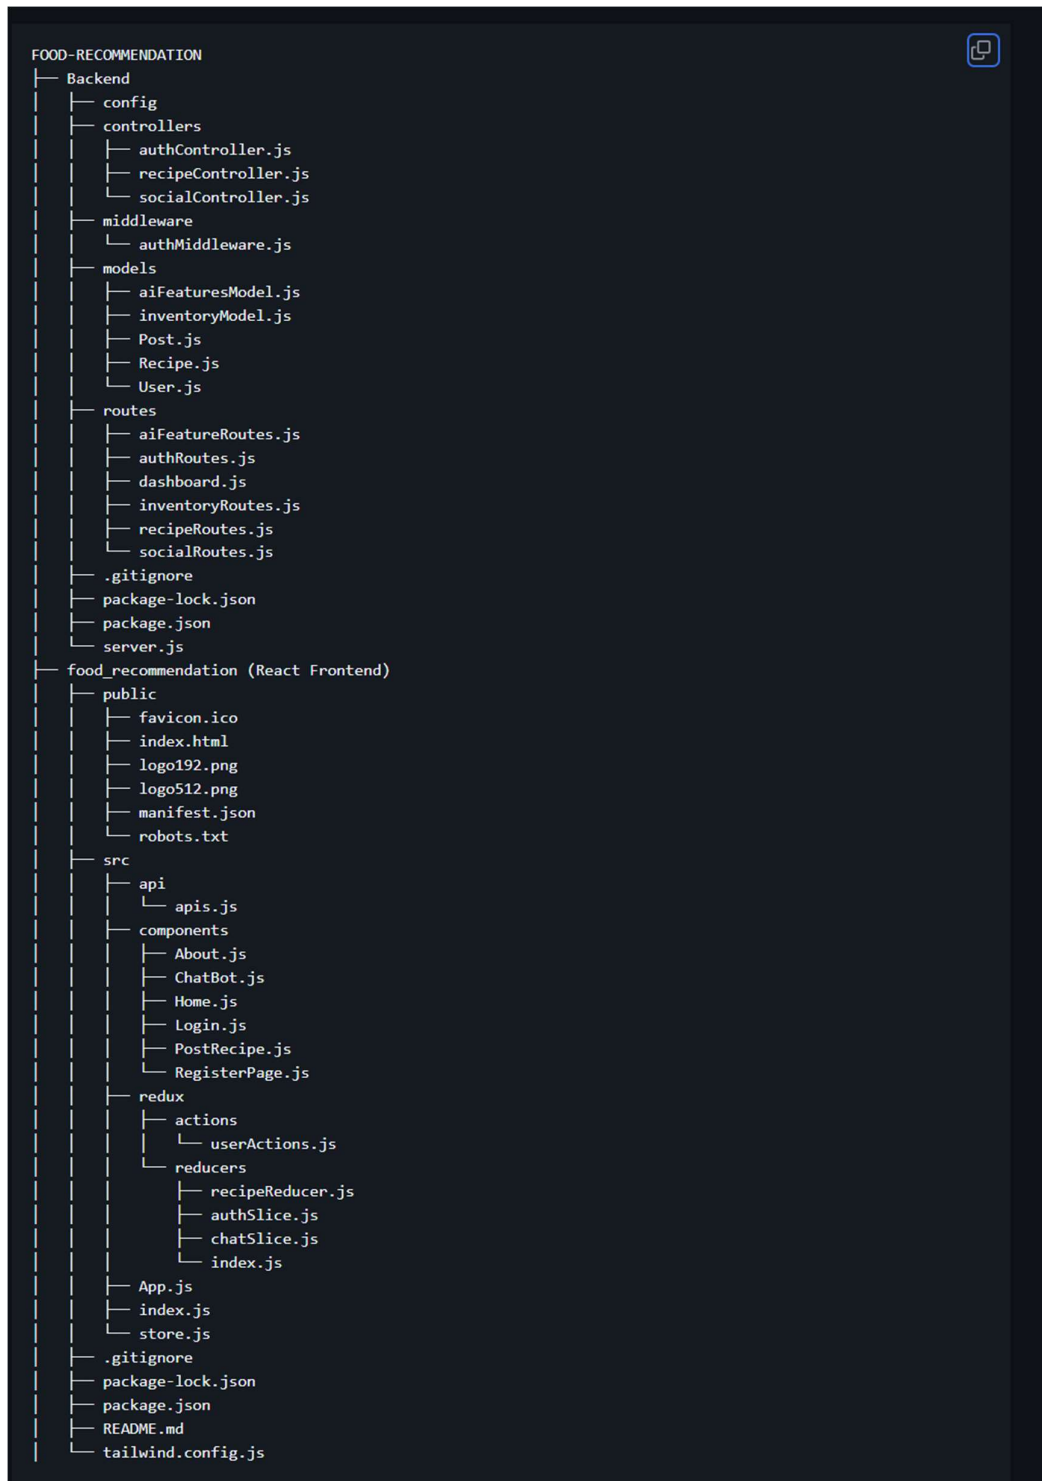 FOOD-RECOMMENDATION
├── Backend
│   ├── config
│   ├── controllers
│   │   ├── authController.js
│   │   ├── recipeController.js
│   │   └── socialController.js
│   ├── middleware
│   │   └── authMiddleware.js
│   ├── models
│   │   ├── aiFeaturesModel.js
│   │   ├── inventoryModel.js
│   │   ├── Post.js
│   │   ├── Recipe.js
│   │   └── User.js
│   ├── routes
│   │   ├── aiFeatureRoutes.js
│   │   ├── authRoutes.js
│   │   ├── dashboard.js
│   │   ├── inventoryRoutes.js
│   │   ├── recipeRoutes.js
│   │   └── socialRoutes.js
│   ├── .gitignore
│   ├── package-lock.json
│   ├── package.json
│   └── server.js
├── food_recommendation (React Frontend)
│   ├── public
│   │   ├── favicon.ico
│   │   ├── index.html
│   │   ├── logo192.png
│   │   ├── logo512.png
│   │   ├── manifest.json
│   │   └── robots.txt
│   ├── src
│   │   ├── api
│   │   │   └── apis.js
│   │   ├── components
│   │   │   ├── About.js
│   │   │   ├── ChatBot.js
│   │   │   ├── Home.js
│   │   │   ├── Login.js
│   │   │   ├── PostRecipe.js
│   │   │   └── RegisterPage.js
│   │   ├── redux
│   │   │   ├── actions
│   │   │   │   └── userActions.js
│   │   │   └── reducers
│   │   │       ├── recipeReducer.js
│   │   │       ├── authSlice.js
│   │   │       ├── chatSlice.js
│   │   │       └── index.js
│   │   ├── App.js
│   │   ├── index.js
│   │   └── store.js
│   ├── .gitignore
│   ├── package-lock.json
│   ├── package.json
│   ├── README.md
│   └── tailwind.config.js